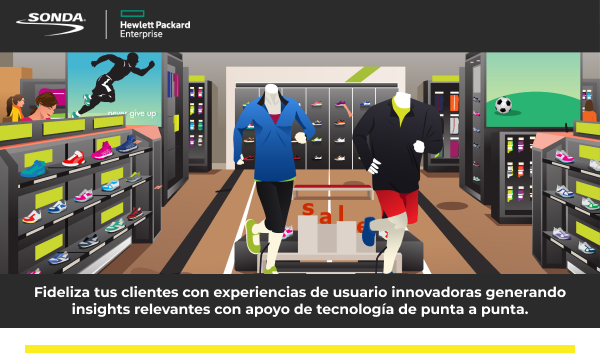 SONDA
Hewlett Packard
Enterprise
never give up
sale
Fideliza tus clientes con experiencias de usuario innovadoras generando
insights relevantes con apoyo de tecnología de punta a punta.